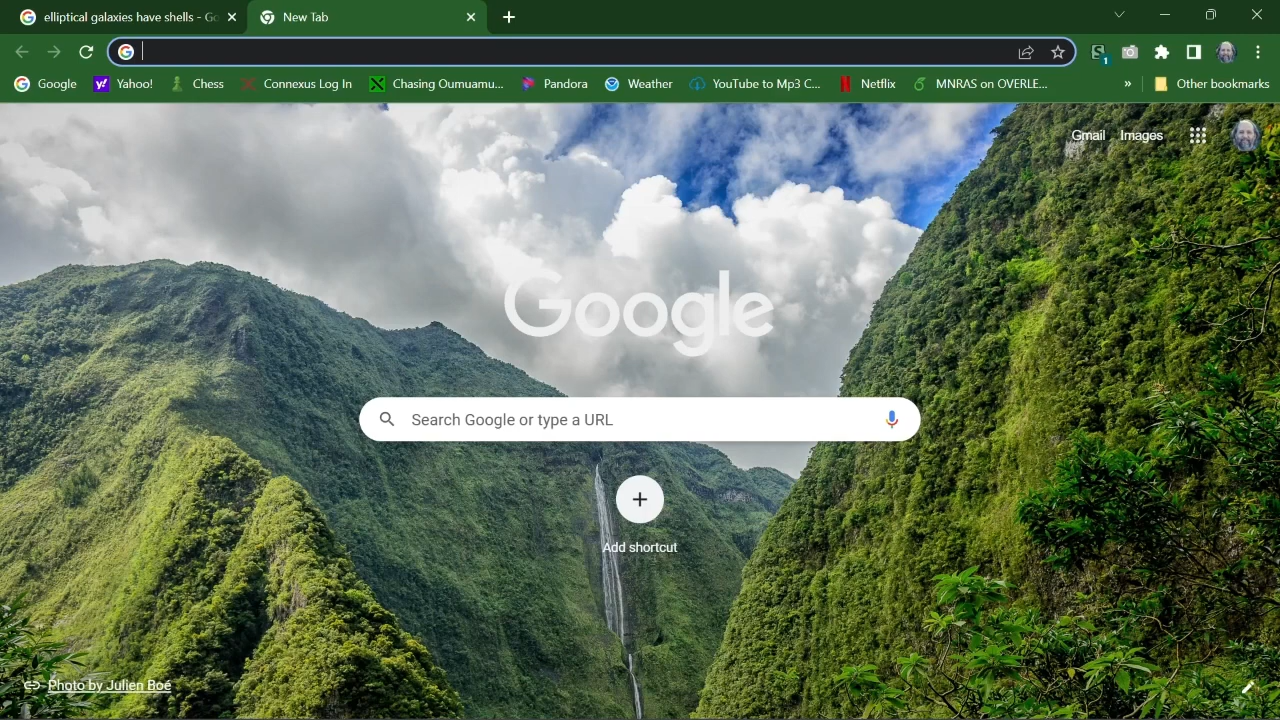 elliptical galaxies have shells - Go
New Tab
Google
Yahoo!
Chess
Connexus Log In
Chasing Oumuamu...
Pandora
Weather
YouTube to Mp3 C...
Netflix
MNRAS on OVERLE...
»
Other bookmarks
Gmail
Images
Google
Search Google or type a URL
Add shortcut
Photo by Julien Boé